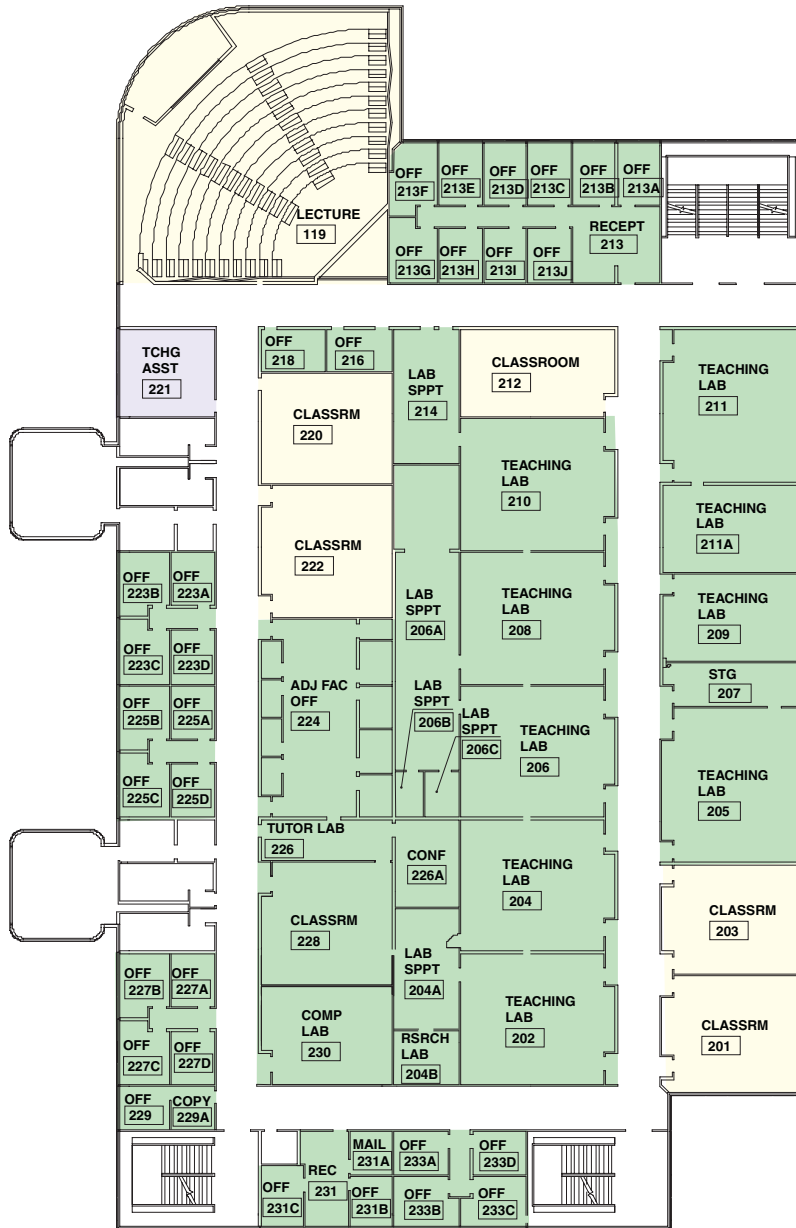 LECTURE
119
OFF
213F
OFF
213E
OFF
213D
OFF
213C
OFF
213B
OFF
213A
RECEPT
213
OFF
213G
OFF
213H
OFF
213I
OFF
213J
TCHG
ASST
221
OFF
218
OFF
216
LAB
SPPT
214
CLASSROOM
212
TEACHING
LAB
211
CLASSRM
220
TEACHING
LAB
210
TEACHING
LAB
211A
CLASSRM
222
OFF
223B
OFF
223A
LAB
SPPT
206A
TEACHING
LAB
208
TEACHING
LAB
209
OFF
223C
OFF
223D
STG
207
ADJ FAC
OFF
224
LAB
SPPT
206B
LAB
SPPT
206C
OFF
225B
OFF
225A
TEACHING
LAB
206
TEACHING
LAB
205
OFF
225C
OFF
225D
TUTOR LAB
226
CONF
226A
TEACHING
LAB
204
CLASSRM
203
CLASSRM
228
LAB
SPPT
204A
OFF
227B
OFF
227A
COMP
LAB
230
TEACHING
LAB
202
CLASSRM
201
OFF
227C
OFF
227D
RSRCH
LAB
204B
OFF
229
COPY
229A
MAIL
231A
OFF
233A
OFF
233D
REC
231
OFF
231C
OFF
231B
OFF
233B
OFF
233C